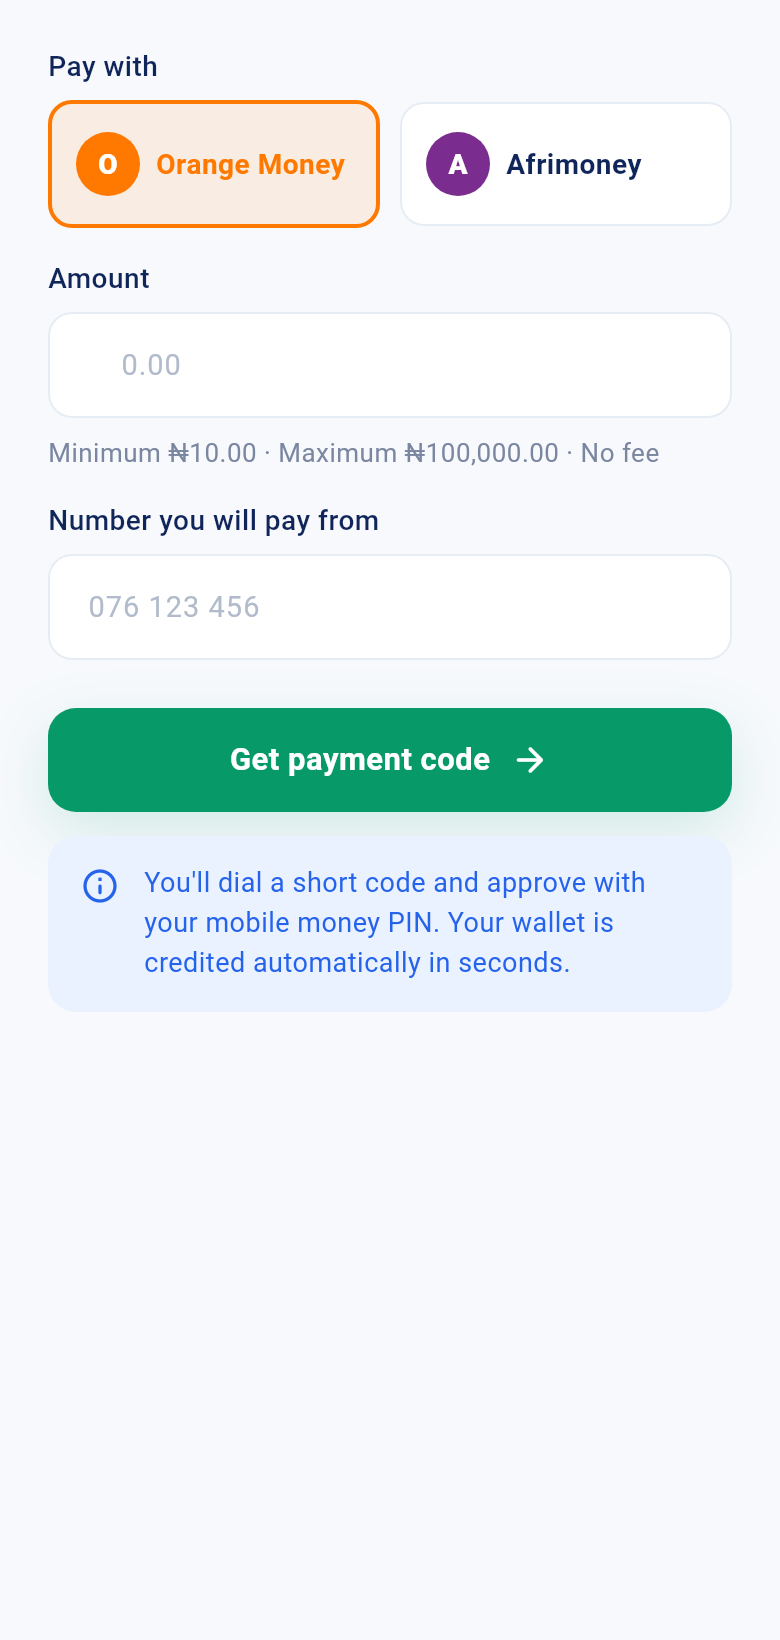 Pay with
O Orange Money
A Afrimoney
Amount
0.00
Minimum ₦10.00 · Maximum ₦100,000.00 · No fee
Number you will pay from
076 123 456
Get payment code →
You'll dial a short code and approve with
your mobile money PIN. Your wallet is
credited automatically in seconds.